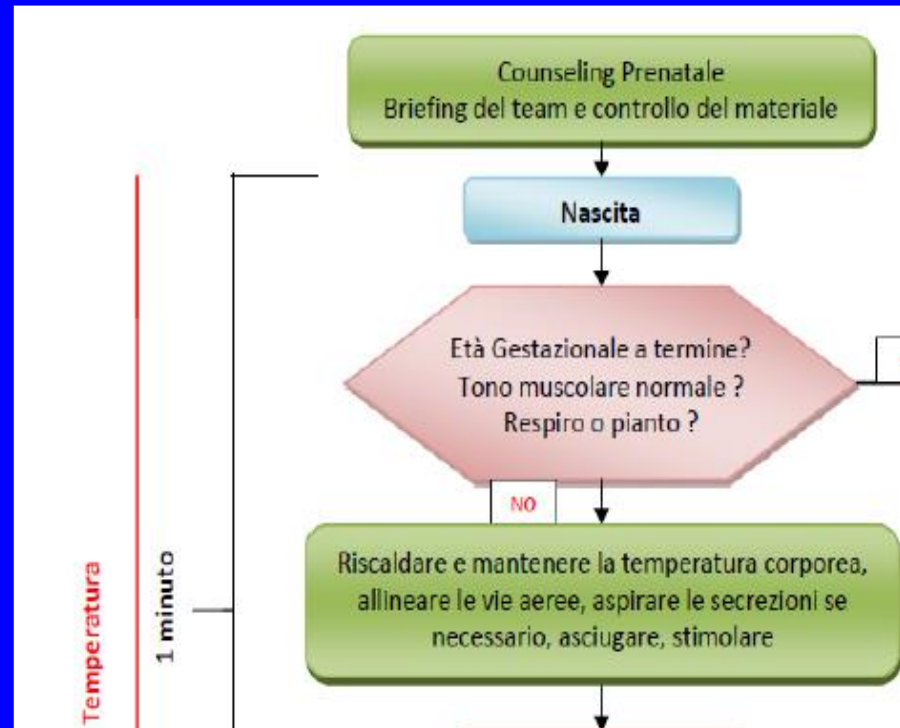 Counseling Prenatale
Briefing del team e controllo del materiale
Nascita
Età Gestazionale a termine?
Tono muscolare normale ?
Respiro o pianto ?
NO
Riscaldare e mantenere la temperatura corporea,
allineare le vie aeree, aspirare le secrezioni se
necessario, asciugare, stimolare
Temperatura
1 minuto